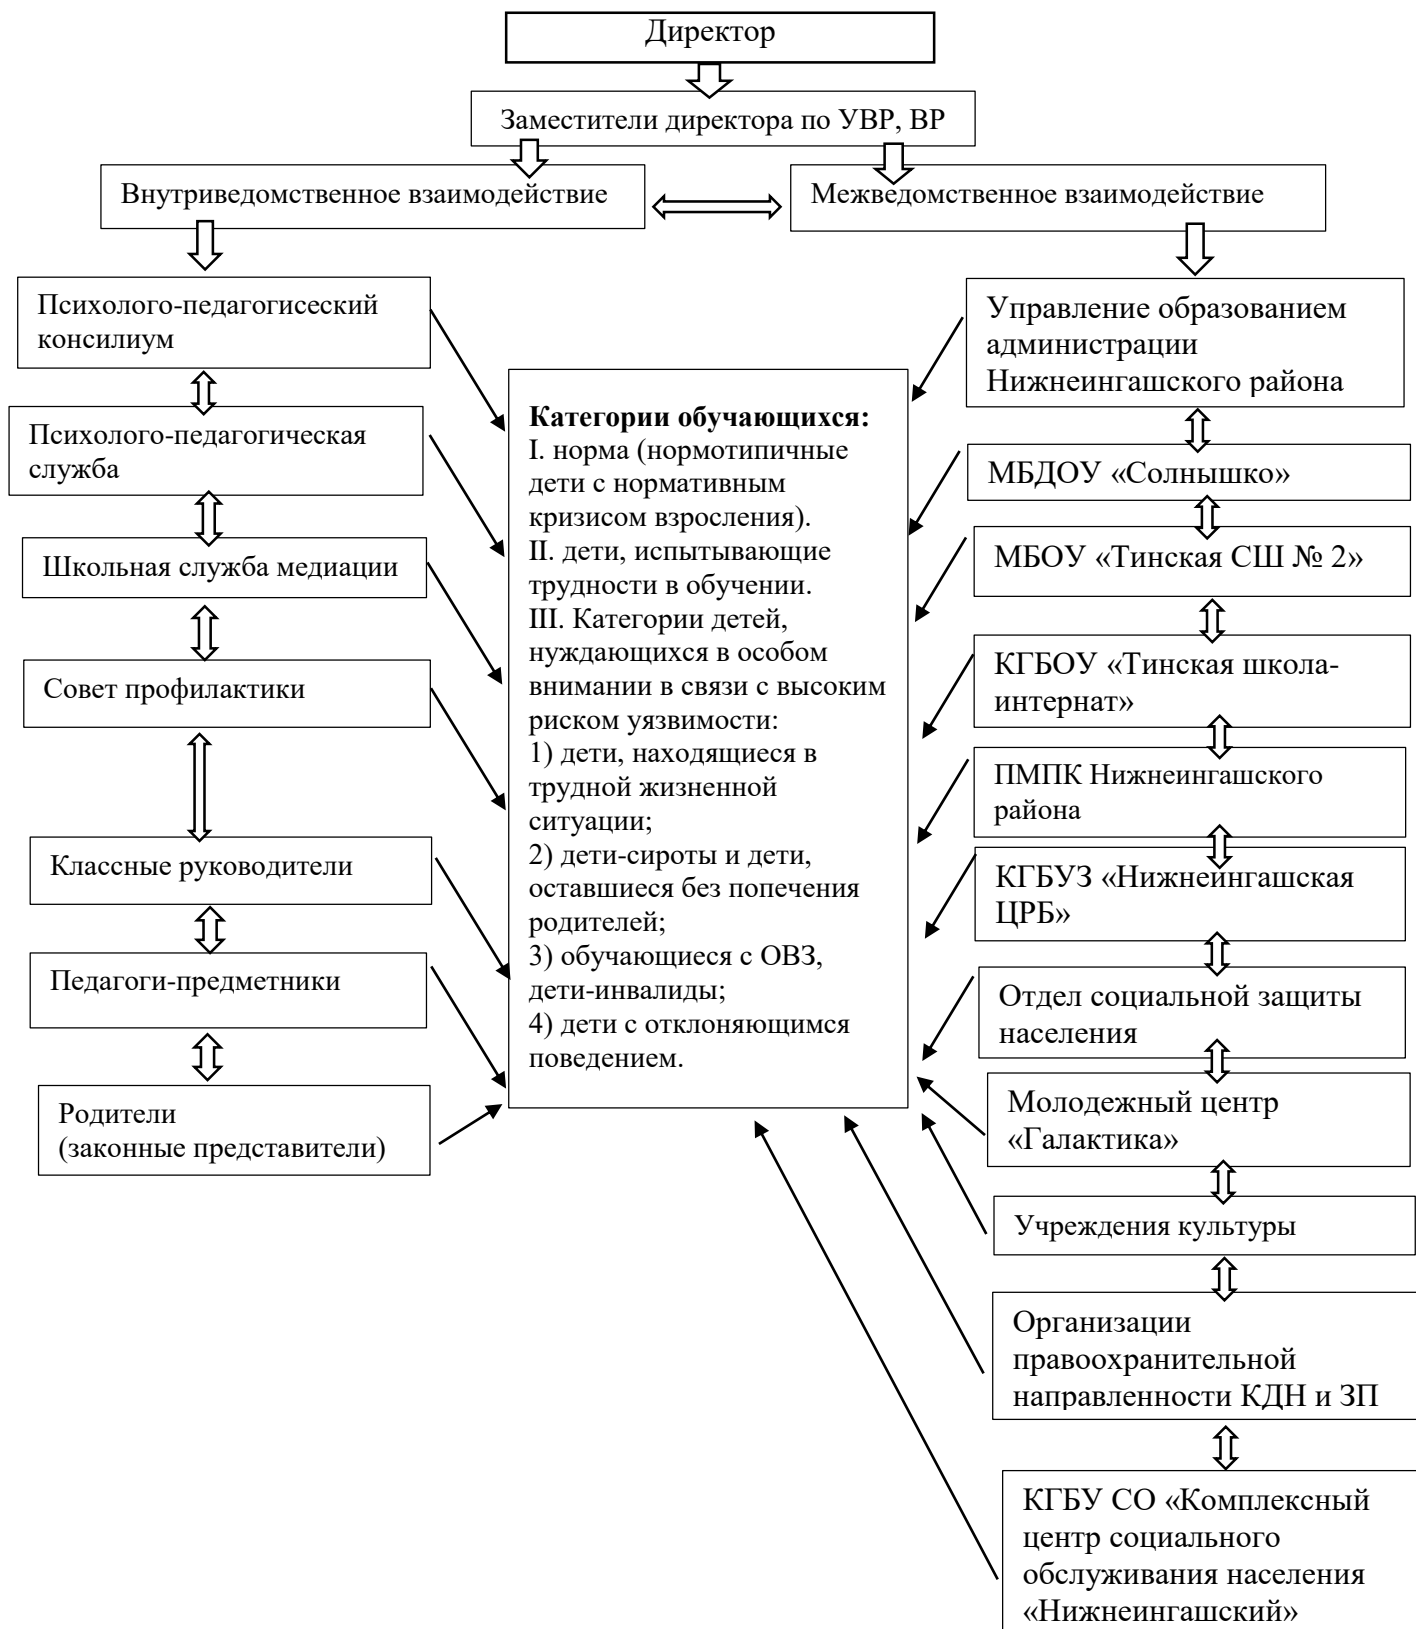 Директор
Заместители директора по УВР, ВР
Внутриведомственное взаимодействие
Межведомственное взаимодействие
Психолого-педагогисеский
консилиум
Психолого-педагогическая
служба
Школьная служба медиации
Совет профилактики
Классные руководители
Педагоги-предметники
Родители
(законные представители)
Категории обучающихся:
I. норма (нормотипичные
дети с нормативным
кризисом взросления).
II. дети, испытывающие
трудности в обучении.
III. Категории детей,
нуждающихся в особом
внимании в связи с высоким
риском уязвимости:
1) дети, находящиеся в
трудной жизненной
ситуации;
2) дети-сироты и дети,
оставшиеся без попечения
родителей;
3) обучающиеся с ОВЗ,
дети-инвалиды;
4) дети с отклоняющимся
поведением.
Управление образованием
администрации
Нижнеингашского района
МБДОУ «Солнышко»
МБОУ «Тинская СШ № 2»
КГБОУ «Тинская школа-
интернат»
ПМПК Нижнеингашского
района
КГБУЗ «Нижнеингашская
ЦРБ»
Отдел социальной защиты
населения
Молодежный центр
«Галактика»
Учреждения культуры
Организации
правоохранительной
направленности КДН и ЗП
КГБУ СО «Комплексный
центр социального
обслуживания населения
«Нижнеингашский»